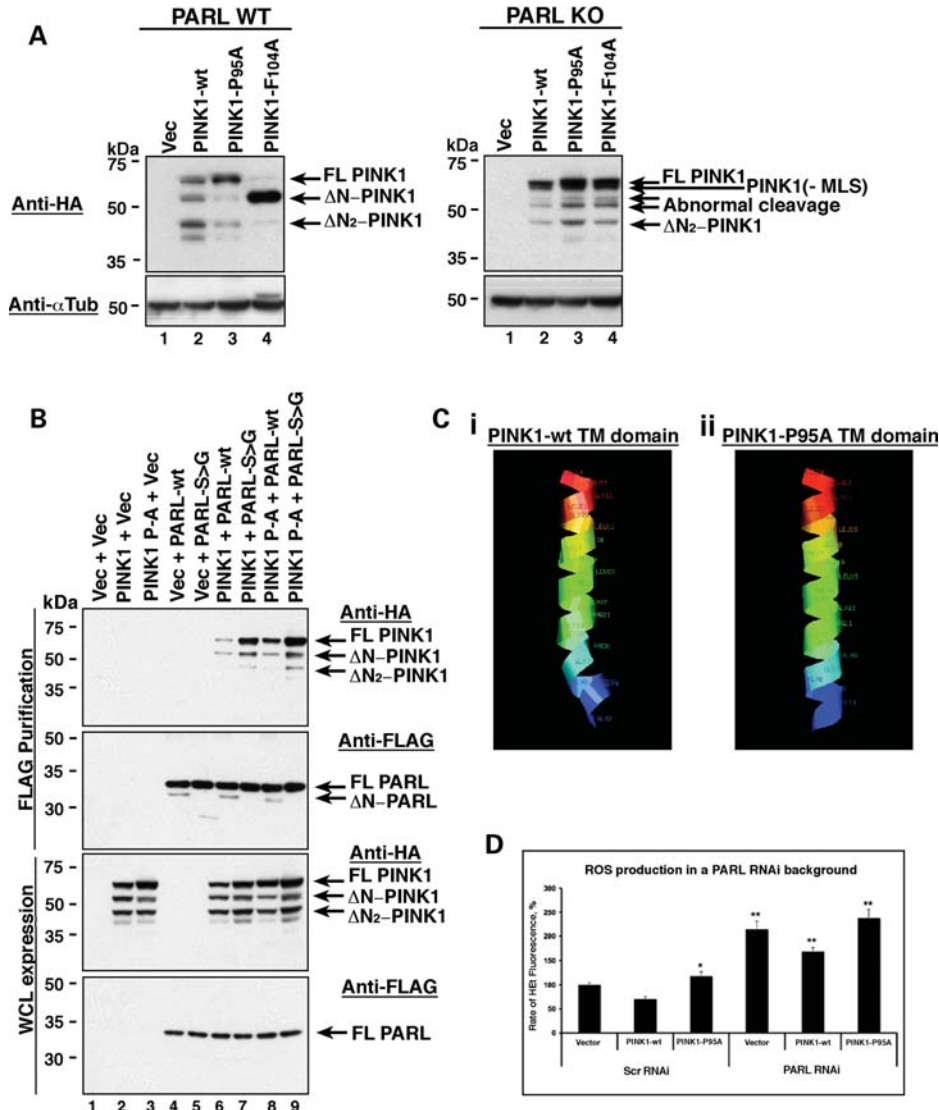 A
PARL WT
PARL KO
Vec
PINK1-wt
PINK1-P95A
PINK1-F104A
Vec
PINK1-wt
PINK1-P95A
PINK1-F104A
kDa
75
50
35
Anti-HA
FL PINK1
ΔN–PINK1
ΔN2–PINK1
kDa
75
50
35
FL PINK1
PINK1(- MLS)
Abnormal cleavage
ΔN2–PINK1
Anti-αTub
50
50
1 2 3 4
1 2 3 4
B
Vec + Vec
PINK1 + Vec
PINK1 P-A + Vec
Vec + PARL-wt
Vec + PARL-S>G
PINK1 + PARL-wt
PINK1 + PARL-S>G
PINK1 P-A + PARL-wt
PINK1 P-A + PARL-S>G
kDa
FLAG Purification
75
50
35
Anti-HA
FL PINK1
ΔN–PINK1
ΔN2–PINK1
50
35
30
Anti-FLAG
FL PARL
ΔN–PARL
WCL expression
75
50
35
Anti-HA
FL PINK1
ΔN–PINK1
ΔN2–PINK1
50
35
30
Anti-FLAG
FL PARL
1 2 3 4 5 6 7 8 9
C
i
PINK1-wt TM domain
ii
PINK1-P95A TM domain
D
ROS production in a PARL RNAi background
Rate of HEt Fluorescence, %
300
250
200
150
100
50
0
*
**
**
**
Vector PINK1-wt PINK1-P95A Vector PINK1-wt PINK1-P95A
Scr RNAi PARL RNAi